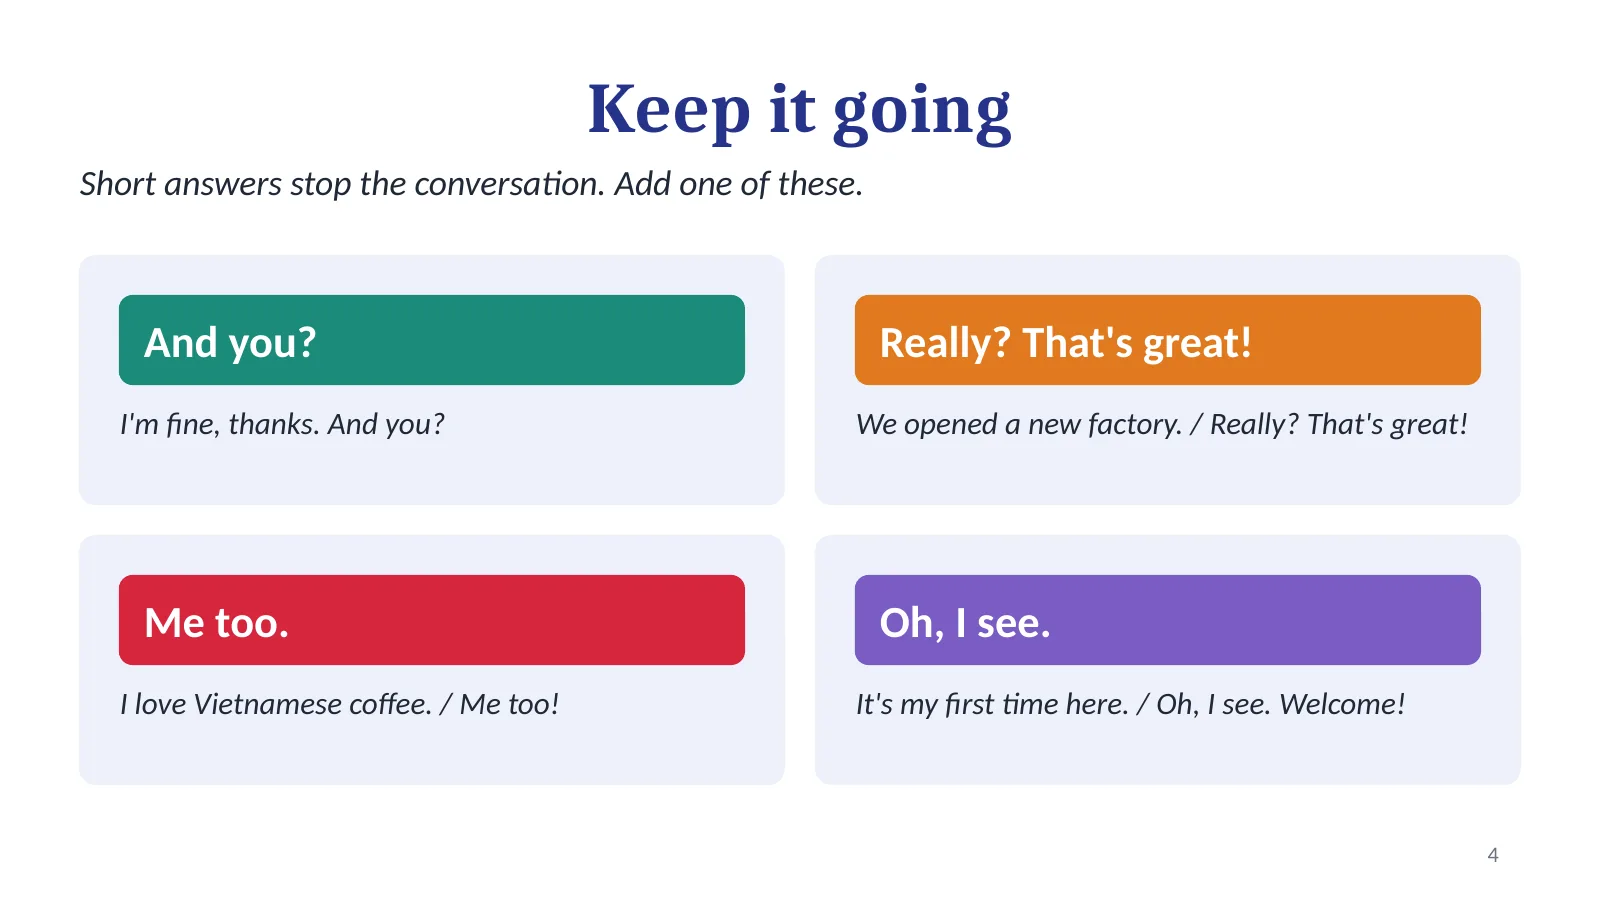 Keep it going
Short answers stop the conversation. Add one of these.
And you?
I'm fine, thanks. And you?
Really? That's great!
We opened a new factory. / Really? That's great!
Me too.
I love Vietnamese coffee. / Me too!
Oh, I see.
It's my first time here. / Oh, I see. Welcome!
4